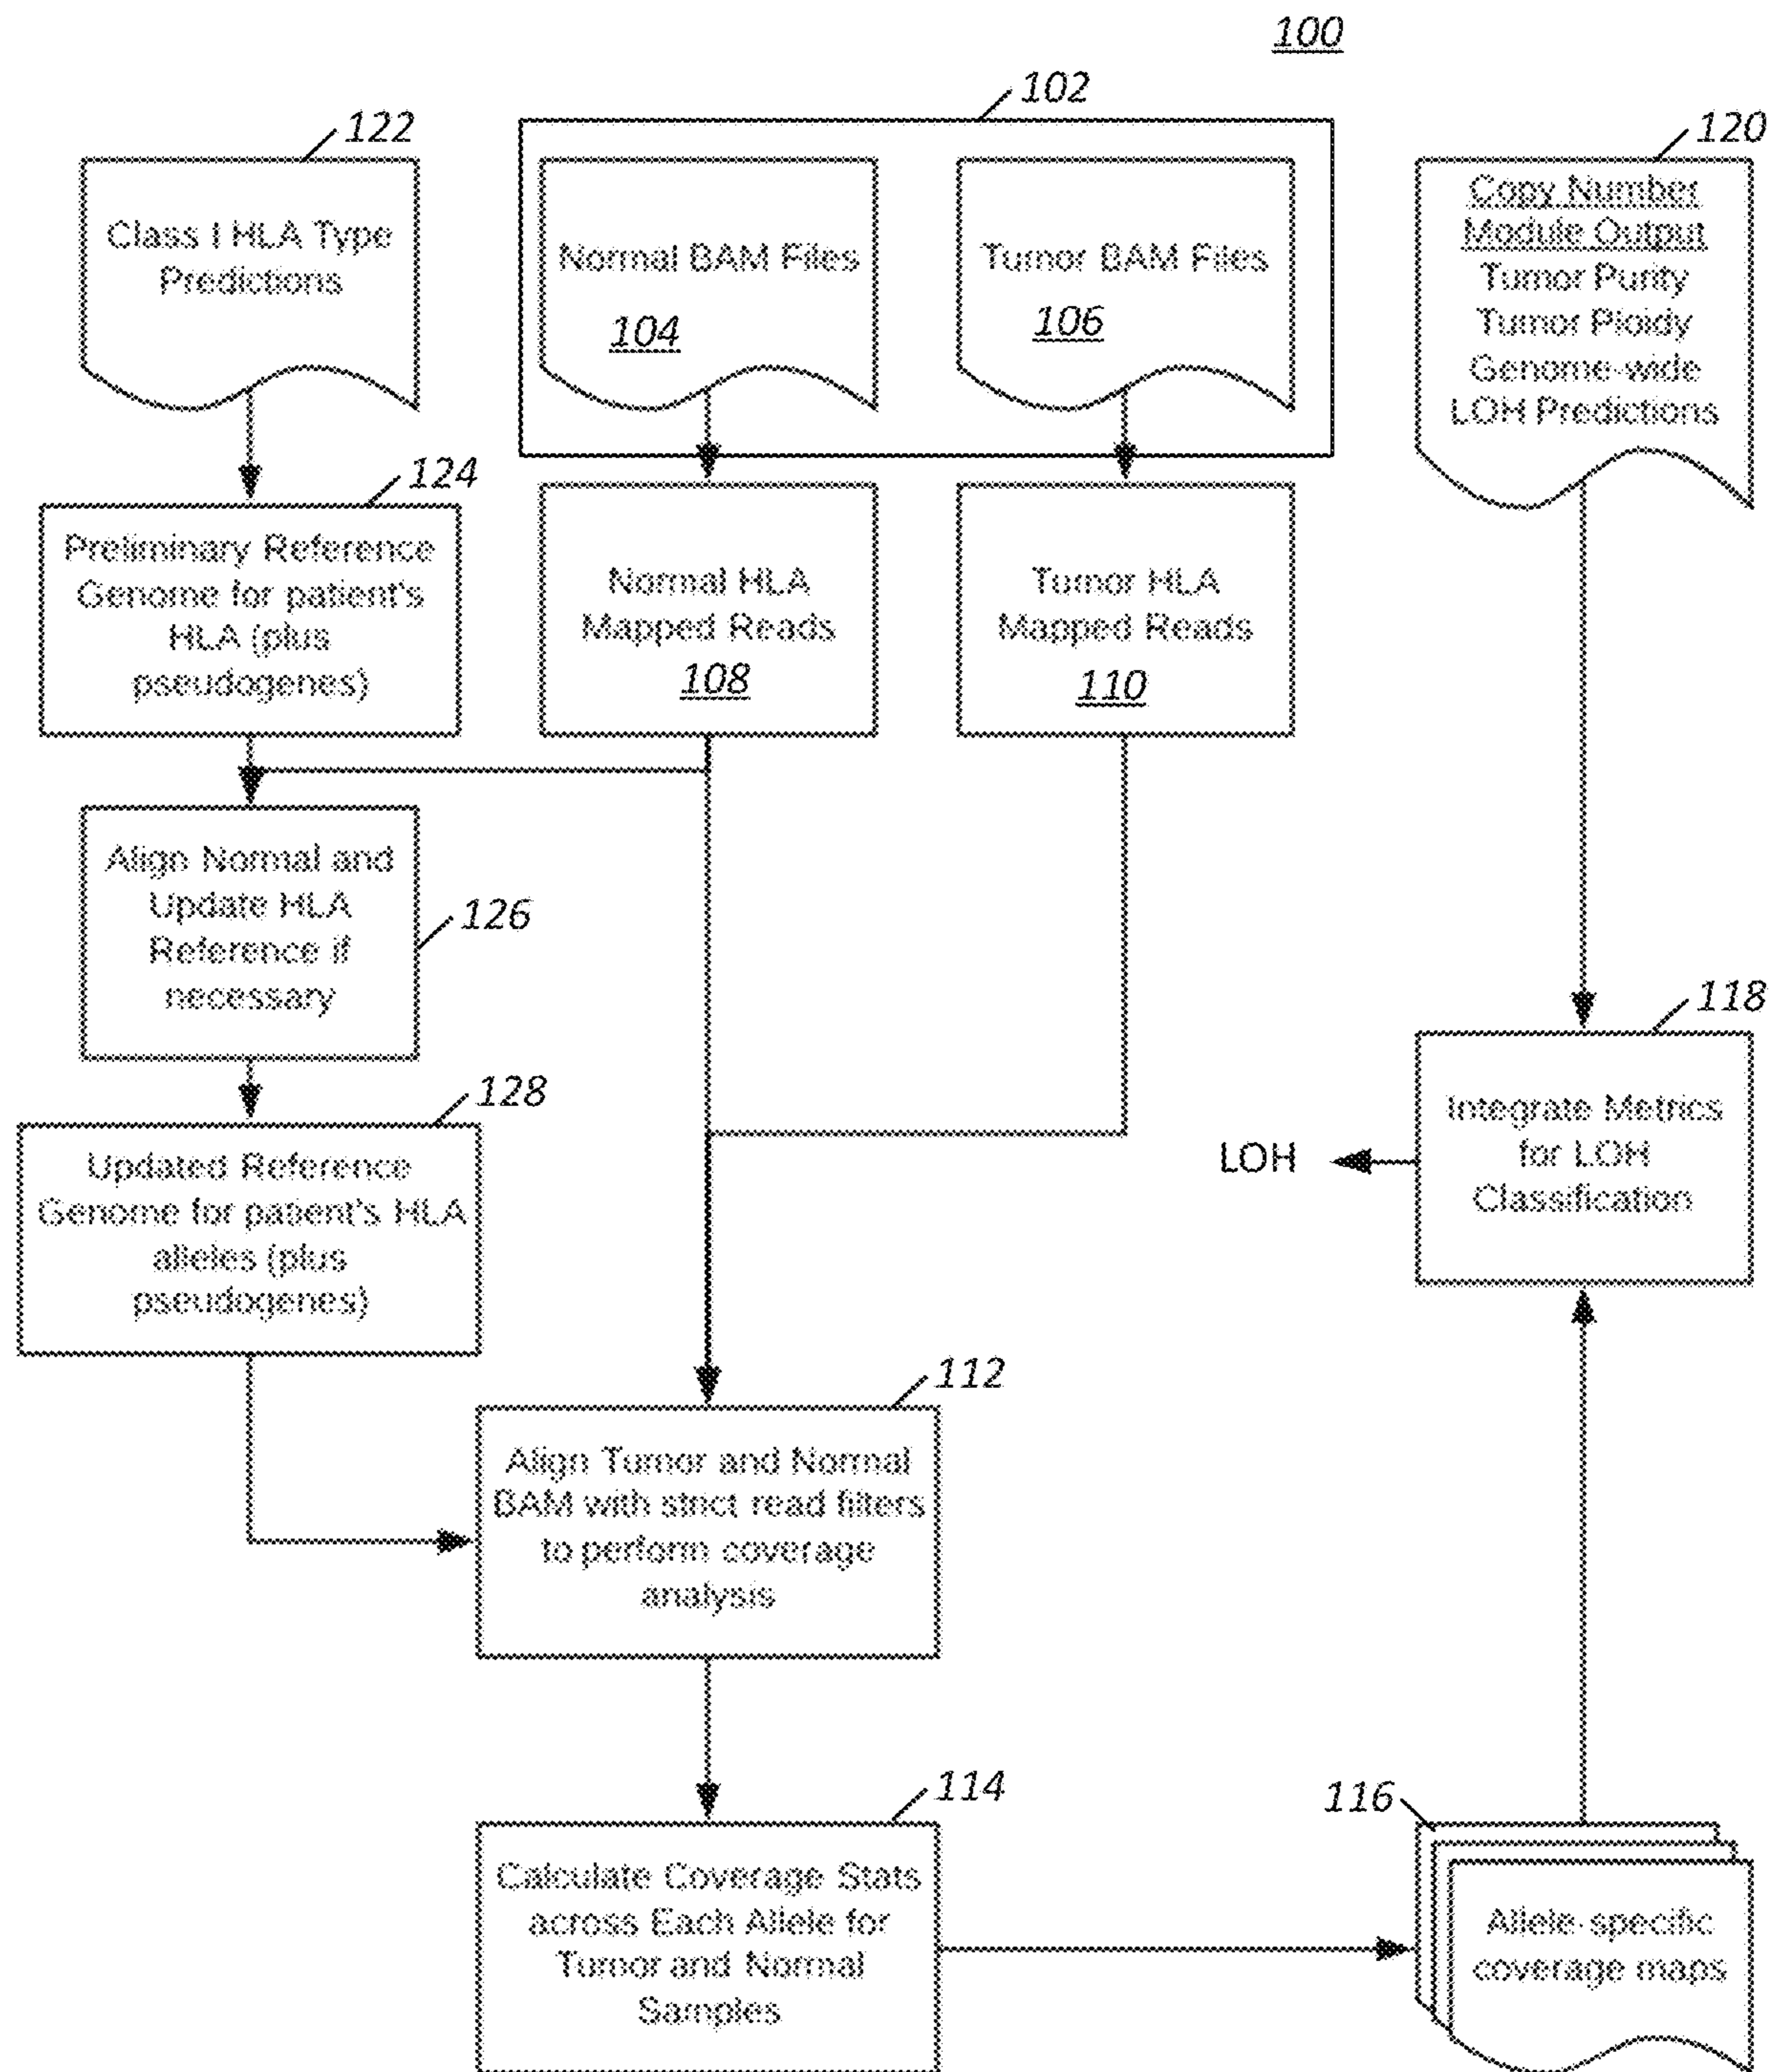 100
102
122
120
Class I HLA Type
Predictions
Normal BAM Files
104
Tumor BAM Files
106
Copy Number
Module Output
Tumor Purity
Tumor Ploidy
Genome-wide
LOH Predictions
124
Preliminary Reference
Genome for patient's
HLA (plus
pseudogenes)
Normal HLA
Mapped Reads
108
Tumor HLA
Mapped Reads
110
Align Normal and
Update HLA
Reference if
necessary
126
118
Integrate Metrics
for LOH
Classification
LOH
128
Updated Reference
Genome for patient's HLA
alleles (plus
pseudogenes)
112
Align Tumor and Normal
BAM with strict read filters
to perform coverage
analysis
114
Calculate Coverage Stats
across Each Allele for
Tumor and Normal
Samples
116
Allele-specific
coverage maps